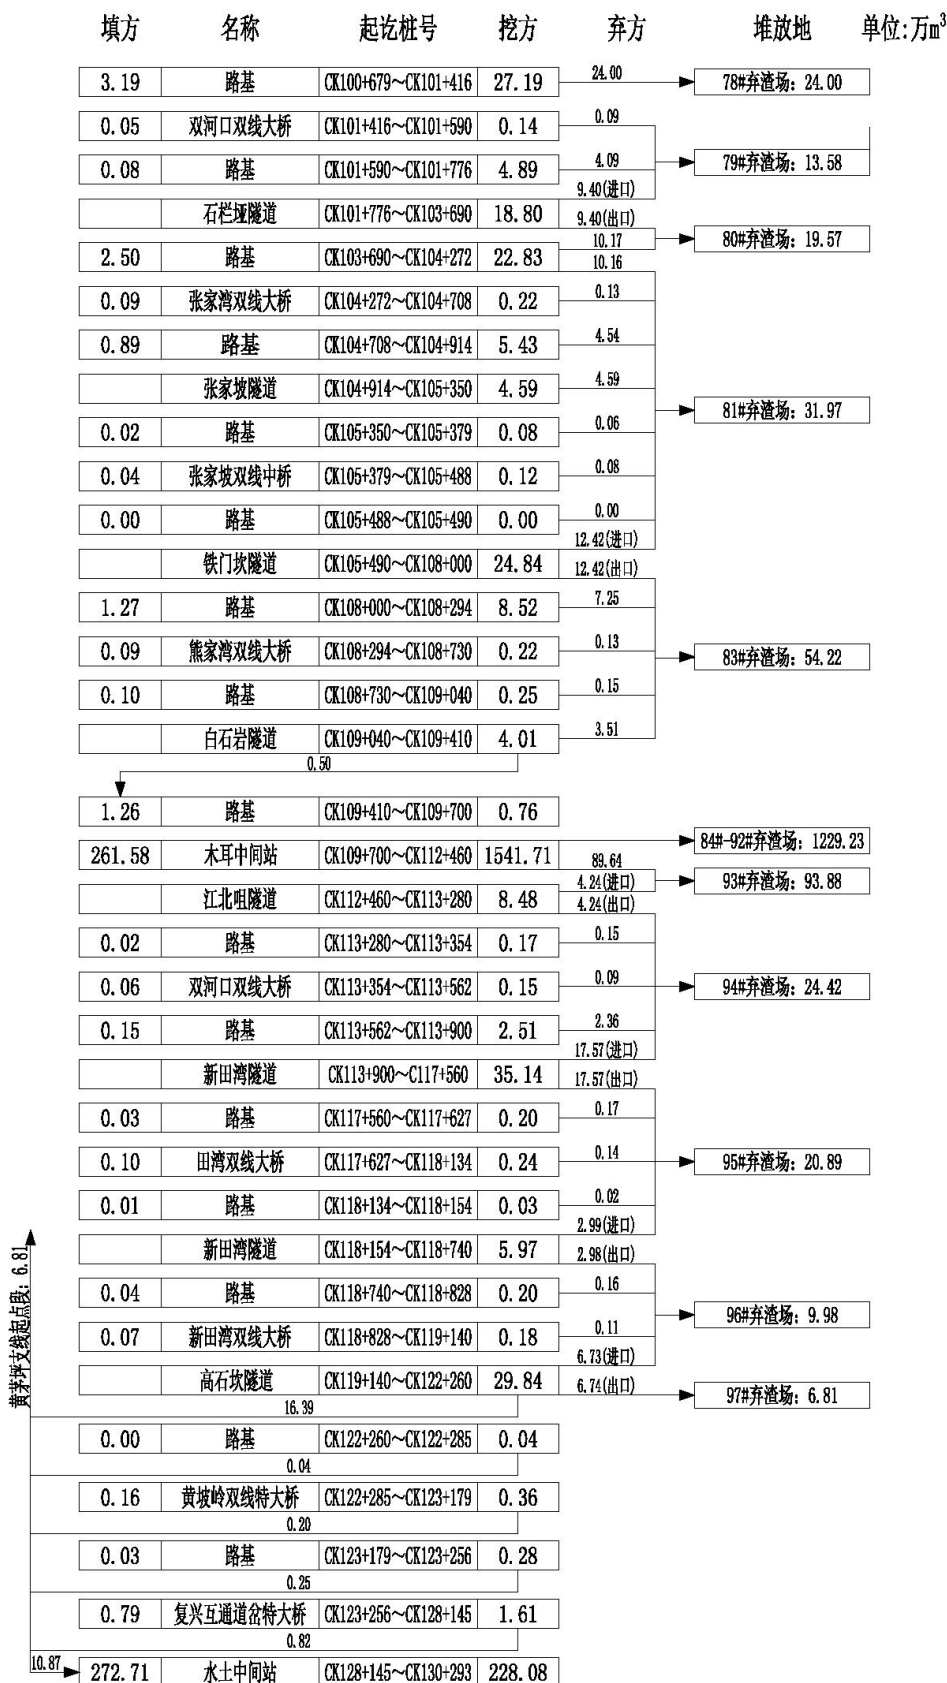 填方 名称 起讫桩号 挖方 弃方 堆放地 单位:万m³
3.19 路基 CK100+679～CK101+416 27.19 24.00 78#弃渣场: 24.00
0.05 双河口双线大桥 CK101+416～CK101+590 0.14 0.09
0.08 路基 CK101+590～CK101+776 4.89 4.09 79#弃渣场: 13.58
9.40(进口)
石栏垭隧道 CK101+776～CK103+690 18.80 9.40(出口)
10.17 80#弃渣场: 19.57
2.50 路基 CK103+690～CK104+272 22.83 10.16
0.09 张家湾双线大桥 CK104+272～CK104+708 0.22 0.13
0.89 路基 CK104+708～CK104+914 5.43 4.54
张家坡隧道 CK104+914～CK105+350 4.59 4.59
81#弃渣场: 31.97
0.02 路基 CK105+350～CK105+379 0.08 0.06
0.04 张家坡双线中桥 CK105+379～CK105+488 0.12 0.08
0.00 路基 CK105+488～CK105+490 0.00 0.00
12.42(进口)
铁门坎隧道 CK105+490～CK108+000 24.84 12.42(出口)
1.27 路基 CK108+000～CK108+294 8.52 7.25
0.09 熊家湾双线大桥 CK108+294～CK108+730 0.22 0.13 83#弃渣场: 54.22
0.10 路基 CK108+730～CK109+040 0.25 0.15
白石岩隧道 CK109+040～CK109+410 4.01 3.51
0.50
1.26 路基 CK109+410～CK109+700 0.76
84#-92#弃渣场: 1229.23
261.58 木耳中间站 CK109+700～CK112+460 1541.71 89.64
4.24(进口) 93#弃渣场: 93.88
江北咀隧道 CK112+460～CK113+280 8.48 4.24(出口)
0.02 路基 CK113+280～CK113+354 0.17 0.15
0.06 双河口双线大桥 CK113+354～CK113+562 0.15 0.09 94#弃渣场: 24.42
0.15 路基 CK113+562～CK113+900 2.51 2.36
17.57(进口)
新田湾隧道 CK113+900～C117+560 35.14 17.57(出口)
0.03 路基 CK117+560～CK117+627 0.20 0.17
0.10 田湾双线大桥 CK117+627～CK118+134 0.24 0.14 95#弃渣场: 20.89
0.01 路基 CK118+134～CK118+154 0.03 0.02
2.99(进口)
新田湾隧道 CK118+154～CK118+740 5.97 2.98(出口)
0.04 路基 CK118+740～CK118+828 0.20 0.16
96#弃渣场: 9.98
0.07 新田湾双线大桥 CK118+828～CK119+140 0.18 0.11
6.73(进口)
高石坎隧道 CK119+140～CK122+260 29.84 6.74(出口) 97#弃渣场: 6.81
16.39
0.00 路基 CK122+260～CK122+285 0.04
0.04
0.16 黄坡岭双线特大桥 CK122+285～CK123+179 0.36
0.20
0.03 路基 CK123+179～CK123+256 0.28
0.25
0.79 复兴互通道岔特大桥 CK123+256～CK128+145 1.61
0.82
10.87 272.71 水土中间站 CK128+145～CK130+293 228.08
黄茅坪支线起点段: 6.81